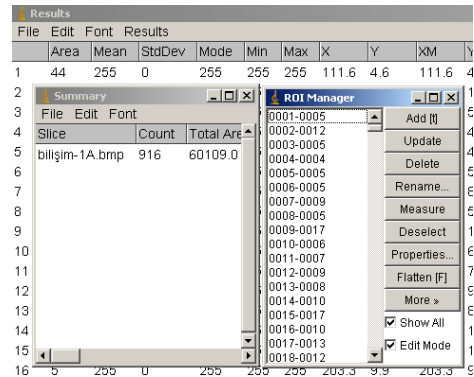 Results
File Edit Font Results
Area Mean StdDev Mode Min Max X Y XM
1 44 255 0 255 255 255 111.6 4.6 111.6
2
3
4
5
6
7
8
9
10
11
12
13
14
15
16 5 255 0 255 255 255 203.3 9.9 203.3
Summary
File Edit Font
Slice Count Total Are
bilişim-1A.bmp 916 60109.0
ROI Manager
0001-0005
0002-0012
0003-0005
0004-0004
0005-0005
0006-0005
0007-0009
0008-0005
0009-0017
0010-0006
0011-0007
0012-0009
0013-0008
0014-0010
0015-0017
0016-0010
0017-0013
0018-0012
Add [t]
Update
Delete
Rename...
Measure
Deselect
Properties...
Flatten [F]
More »
Show All
Edit Mode